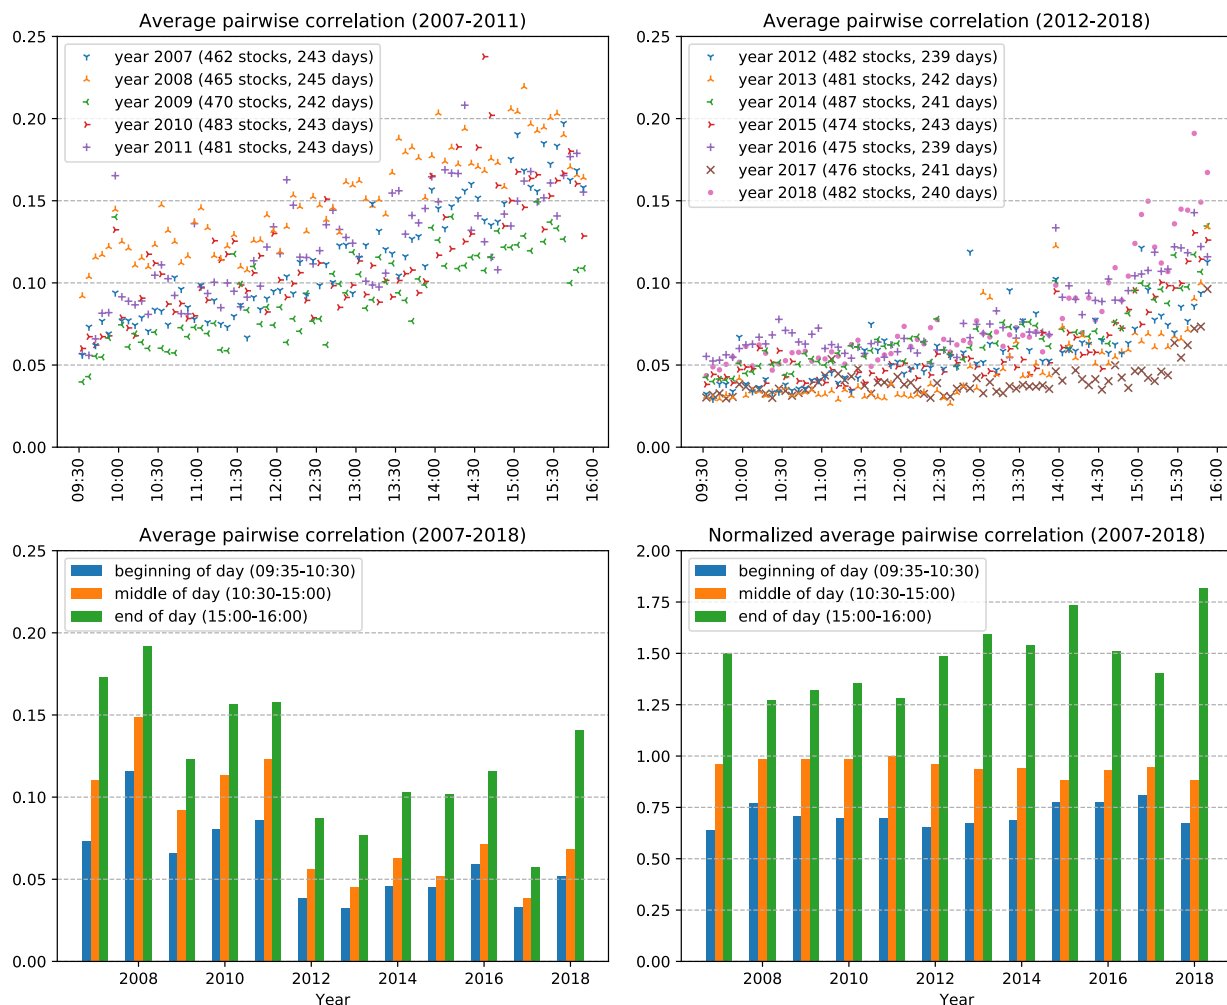 Average pairwise correlation (2007-2011)
0.25
0.20
0.15
0.10
0.05
0.00
year 2007 (462 stocks, 243 days)
year 2008 (465 stocks, 245 days)
year 2009 (470 stocks, 242 days)
year 2010 (483 stocks, 243 days)
year 2011 (481 stocks, 243 days)
09:30
10:00
10:30
11:00
11:30
12:00
12:30
13:00
13:30
14:00
14:30
15:00
15:30
16:00
Average pairwise correlation (2012-2018)
0.25
0.20
0.15
0.10
0.05
0.00
year 2012 (482 stocks, 239 days)
year 2013 (481 stocks, 242 days)
year 2014 (487 stocks, 241 days)
year 2015 (474 stocks, 243 days)
year 2016 (475 stocks, 239 days)
year 2017 (476 stocks, 241 days)
year 2018 (482 stocks, 240 days)
09:30
10:00
10:30
11:00
11:30
12:00
12:30
13:00
13:30
14:00
14:30
15:00
15:30
16:00
Average pairwise correlation (2007-2018)
0.25
0.20
0.15
0.10
0.05
0.00
beginning of day (09:35-10:30)
middle of day (10:30-15:00)
end of day (15:00-16:00)
2008
2010
2012
2014
2016
2018
Year
Normalized average pairwise correlation (2007-2018)
2.00
1.75
1.50
1.25
1.00
0.75
0.50
0.25
0.00
beginning of day (09:35-10:30)
middle of day (10:30-15:00)
end of day (15:00-16:00)
2008
2010
2012
2014
2016
2018
Year